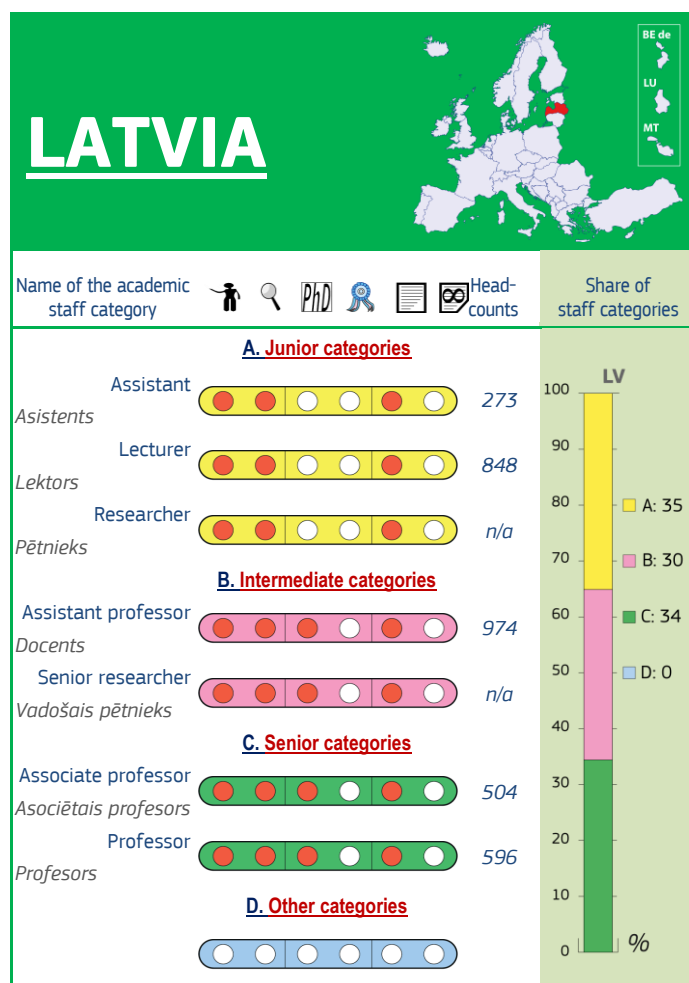 BE de
LU
MT
LATVIA
Name of the academic
staff category
PhD
Head-
counts
Share of
staff categories
A. Junior categories
Assistant
Asistents
273
Lecturer
Lektors
848
Researcher
Pētnieks
n/a
B. Intermediate categories
Assistant professor
Docents
974
Senior researcher
Vadošais pētnieks
n/a
C. Senior categories
Associate professor
Asociētais profesors
504
Professor
Profesors
596
D. Other categories
LV
100
90
80
70
60
50
40
30
20
10
0
%
A: 35
B: 30
C: 34
D: 0